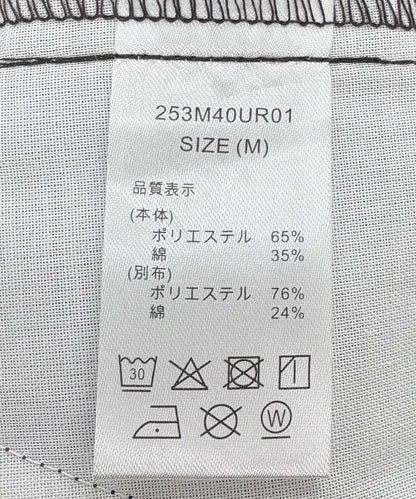 253M40UR01
SIZE (M)
品質表示
(本体)
ポリエステル 65%
綿 35%
(別布)
ポリエステル 76%
綿 24%
30
W